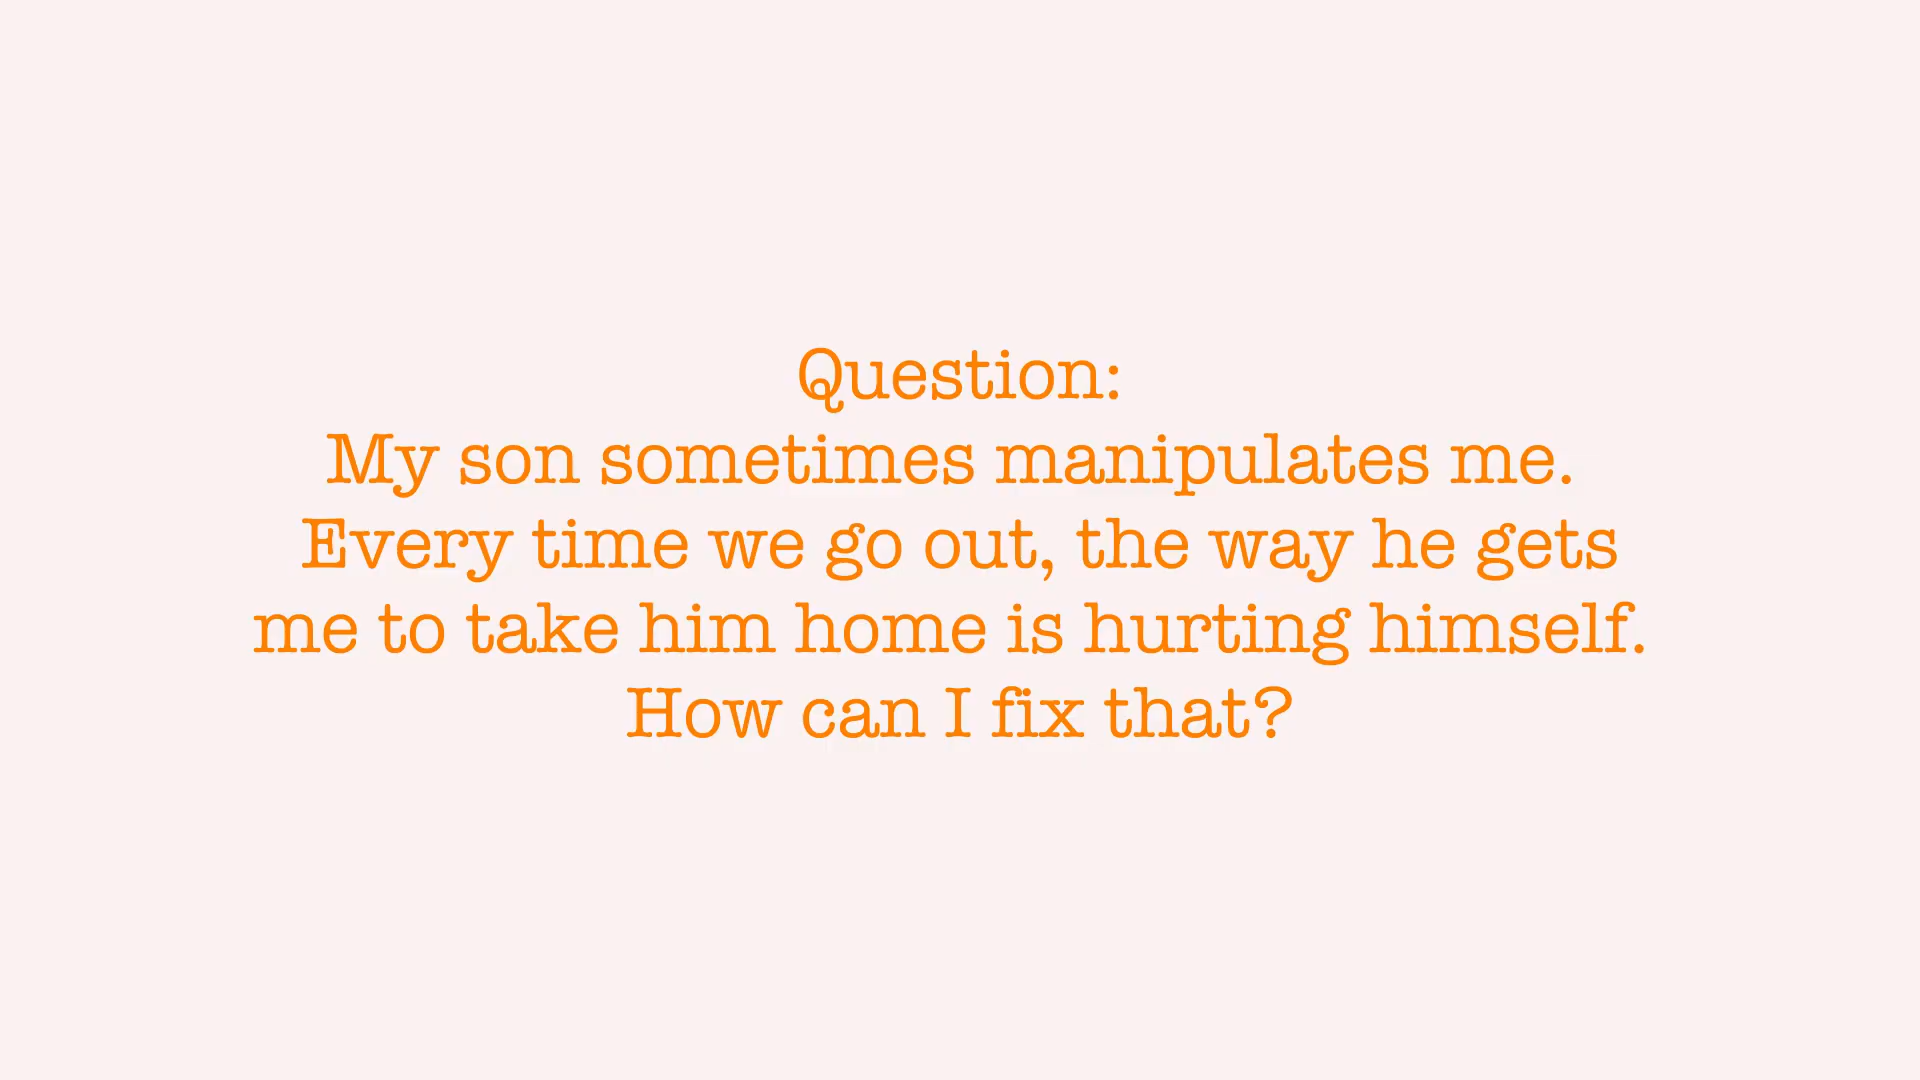 Question:
My son sometimes manipulates me.
Every time we go out, the way he gets
me to take him home is hurting himself.
How can I fix that?